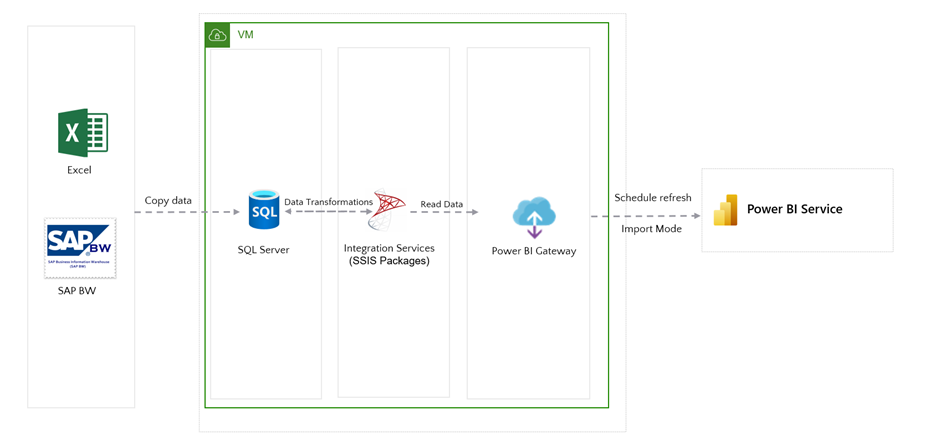 VM
X
Excel
Copy data
SAP BW
SAP Business Information Warehouse
(SAP BW)
SAP BW
SQL
SQL Server
Data Transformations
Integration Services
(SSIS Packages)
Read Data
Power BI Gateway
Schedule refresh
Import Mode
Power BI Service